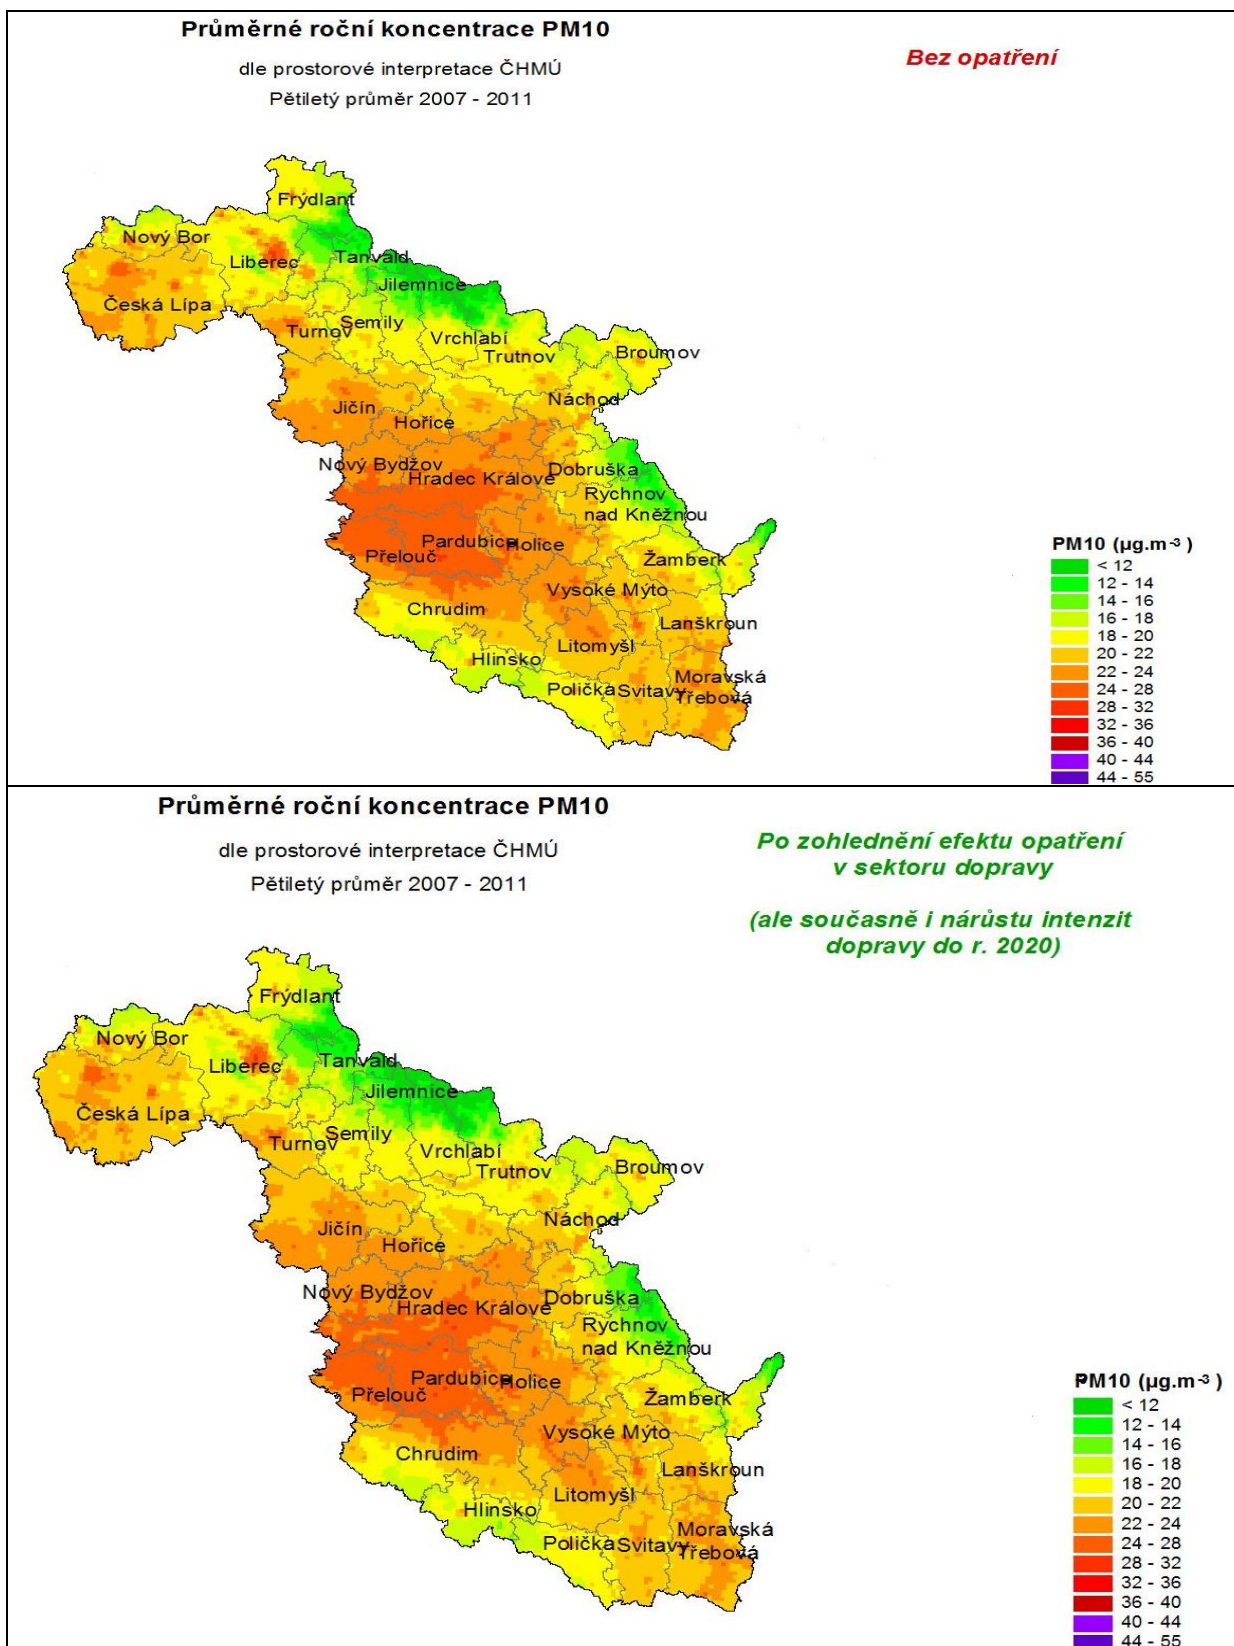 Průměrné roční koncentrace PM10
dle prostorové interpretace ČHMÚ
Pětiletý průměr 2007 - 2011
Bez opatření
Frýdlant
Nový Bor
Liberec
Tanvald
Jilemnice
Česká Lípa
Turnov
Semily
Vrchlabí
Trutnov
Broumov
Náchod
Jičín
Hořice
Nový Bydžov
Hradec Králové
Dobruška
Rychnov
nad Kněžnou
Pardubice
Holice
Přelouč
Žamberk
Vysoké Mýto
Chrudim
Lanškroun
Litomyšl
Hlinsko
Polička
Svitavy
Moravská
Třebová
PM10 (µg.m-3 )
< 12
12 - 14
14 - 16
16 - 18
18 - 20
20 - 22
22 - 24
24 - 28
28 - 32
32 - 36
36 - 40
40 - 44
44 - 55
Průměrné roční koncentrace PM10
dle prostorové interpretace ČHMÚ
Pětiletý průměr 2007 - 2011
Po zohlednění efektu opatření
v sektoru dopravy
(ale současně i nárůstu intenzit
dopravy do r. 2020)
Frýdlant
Nový Bor
Liberec
Tanvald
Jilemnice
Česká Lípa
Turnov
Semily
Vrchlabí
Trutnov
Broumov
Náchod
Jičín
Hořice
Nový Bydžov
Hradec Králové
Dobruška
Rychnov
nad Kněžnou
Pardubice
Holice
Přelouč
Žamberk
Vysoké Mýto
Chrudim
Lanškroun
Litomyšl
Hlinsko
Polička
Svitavy
Moravská
Třebová
PM10 (µg.m-3 )
< 12
12 - 14
14 - 16
16 - 18
18 - 20
20 - 22
22 - 24
24 - 28
28 - 32
32 - 36
36 - 40
40 - 44
44 - 55